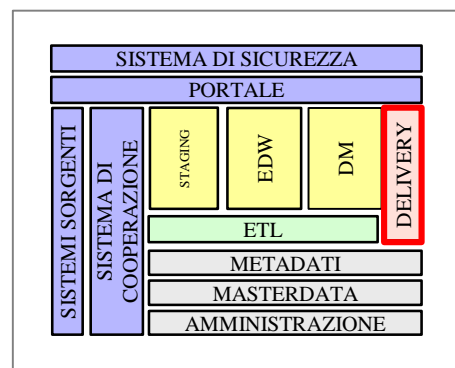 SISTEMA DI SICUREZZA
PORTALE
SISTEMI SORGENTI
SISTEMA DI
COOPERAZIONE
STAGING
EDW
DM
DELIVERY
ETL
METADATI
MASTERDATA
AMMINISTRAZIONE